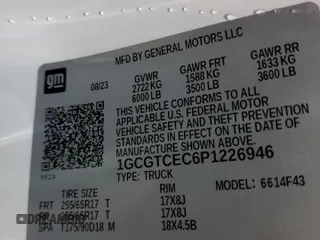 gm
MFD BY GENERAL MOTORS LLC
08/23
GVWR GAWR FRT GAWR RR
2722 KG 1588 KG 1633 KG
6000 LB 3500 LB 3600 LB
THIS VEHICLE CONFORMS TO ALL APPLICABLE
U.S. FEDERAL MOTOR
VEHICLE SAFETY AND THEFT
STANDARDS IN EFFECT ON THE DATE OF
MANUFACTURE SHOWN ABOVE.
1GCGTCEC6P1226946
TYPE: TRUCK
MODEL: 6614F43
TIRE SIZE RIM
FRT 255/65R17 T 17X8J
17X8J
T175/90D18 M 18X4.5B